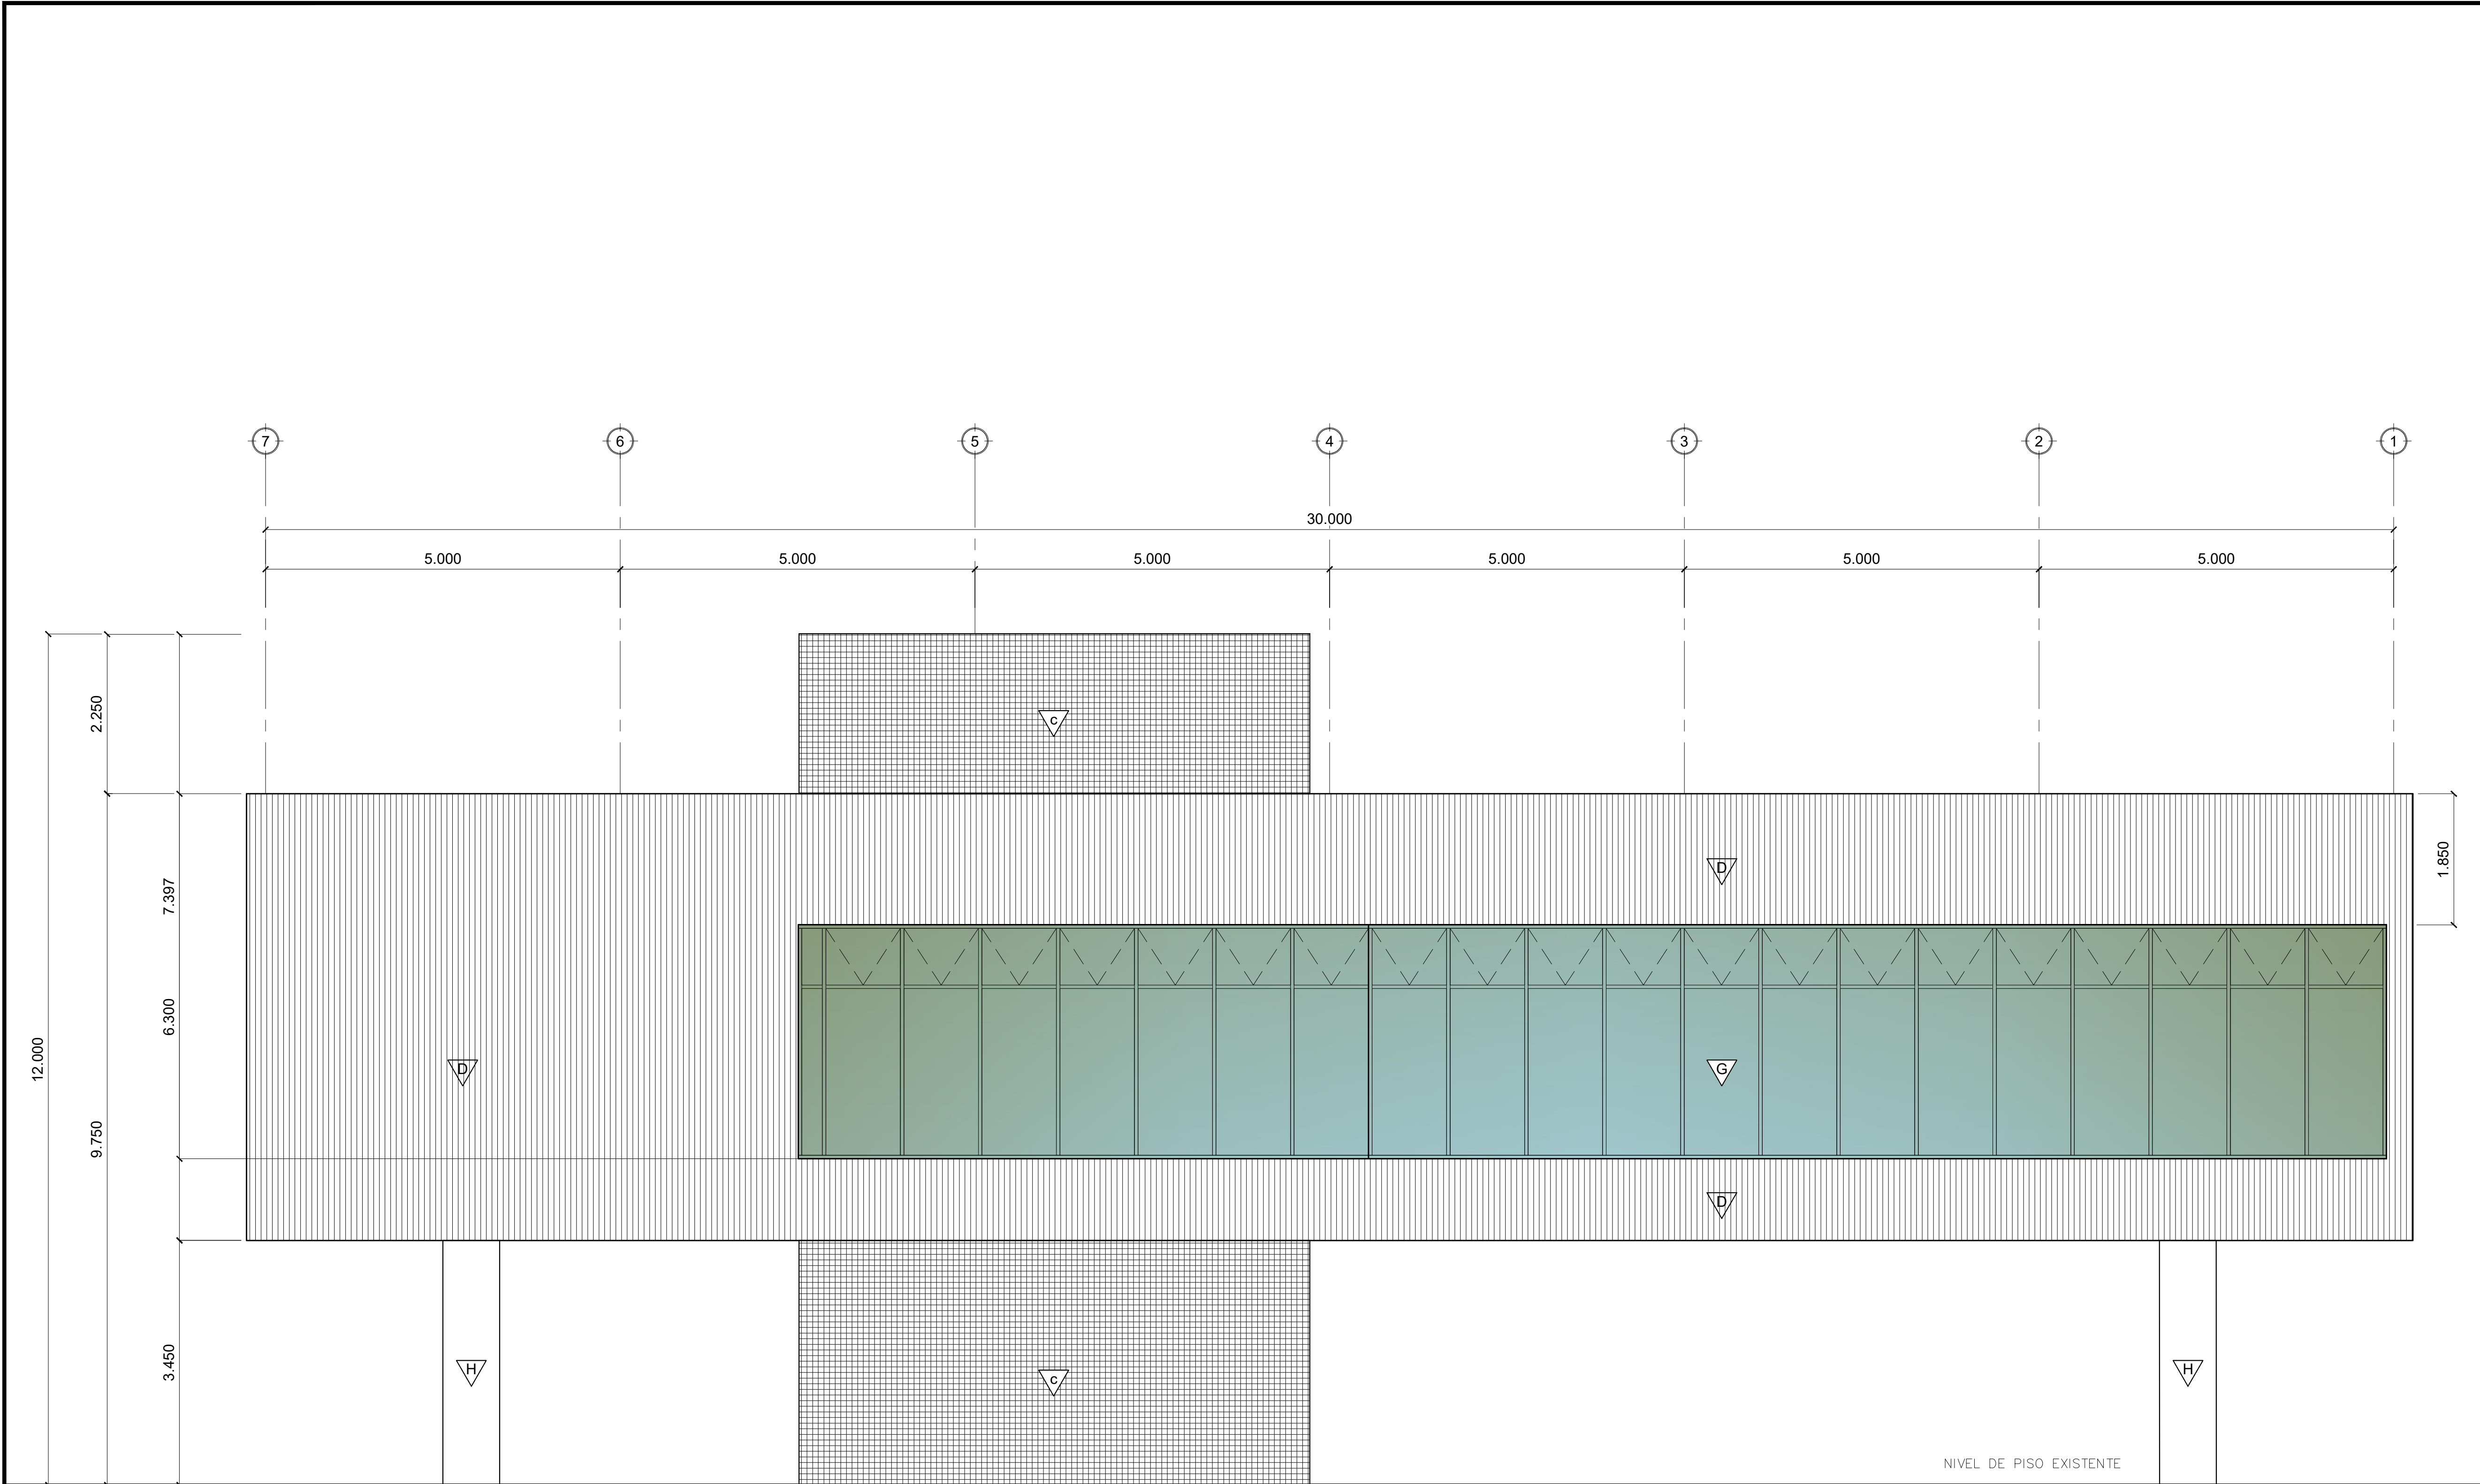 7 6 5 4 3 2 1
30.000
5.000 5.000 5.000 5.000 5.000 5.000
2.250
C
1.850
D
7.397
6.300
12.000
D
G
9.750
D
3.450
H
C
H
NIVEL DE PISO EXISTENTE